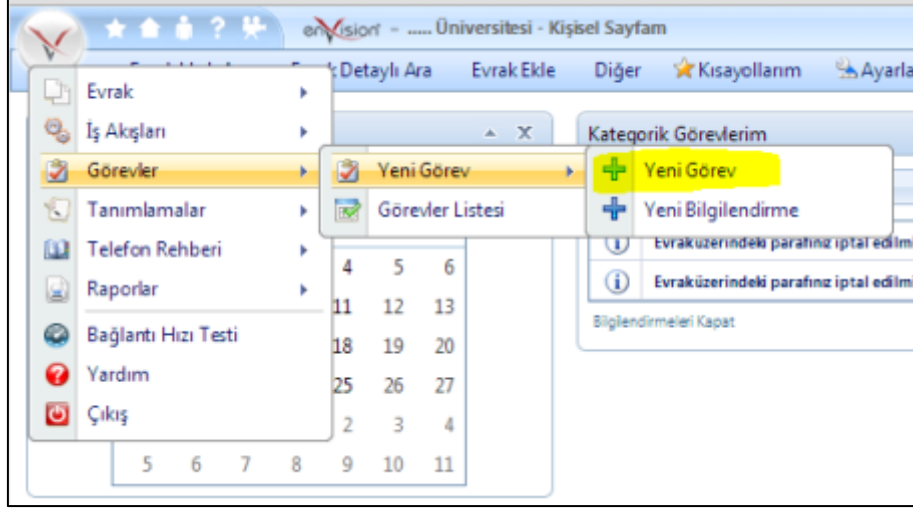 enVision – ..... Üniversitesi - Kişisel Sayfam
Detaylı Ara Evrak Ekle Diğer Kısayollarım Ayarla
Evrak
İş Akışları
Görevler
Tanımlamalar
Telefon Rehberi
Raporlar
Bağlantı Hızı Testi
Yardım
Çıkış
Yeni Görev
Görevler Listesi
Yeni Görev
Yeni Bilgilendirme
X
Kategorik Görevlerim
Evrak üzerindeki parafınız iptal edilmi
Evrak üzerindeki parafınız iptal edilmi
Bilgilendirmeleri Kapat
4 5 6
11 12 13
18 19 20
25 26 27
2 3 4
5 6 7 8 9 10 11